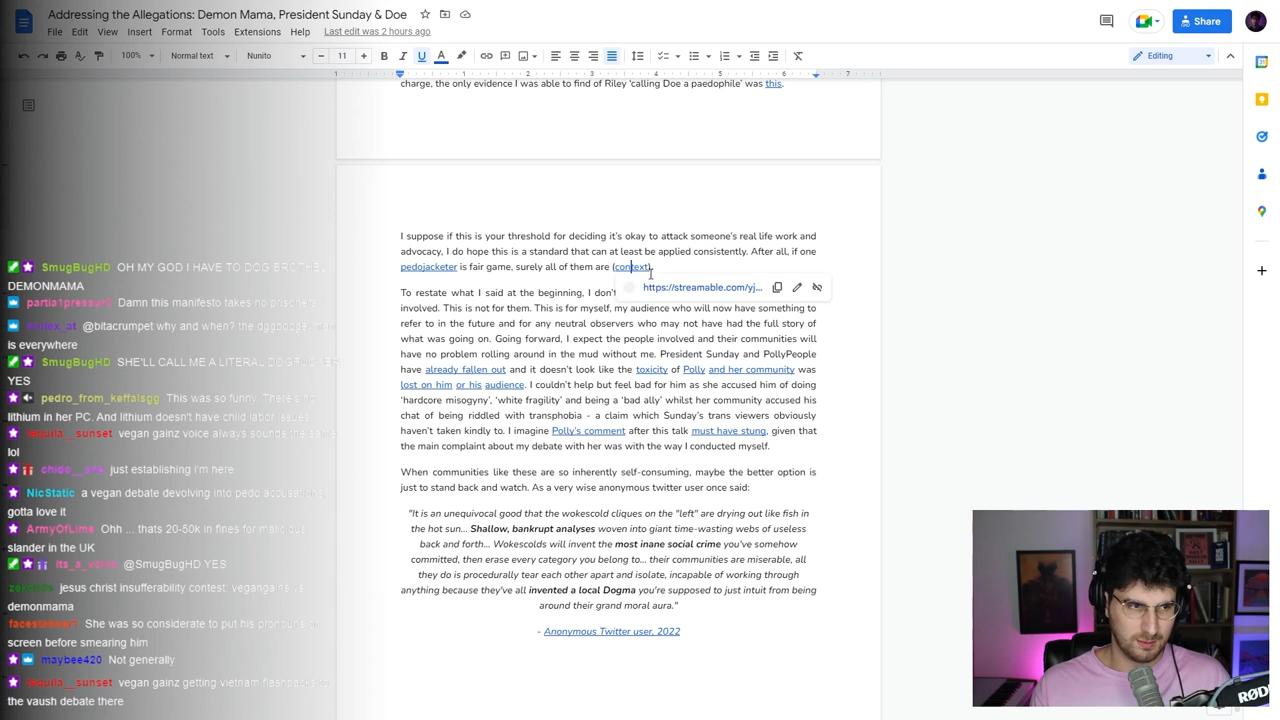 Addressing the Allegations: Demon Mama, President Sunday & Doe
File Edit View Insert Format Tools Extensions Help Last edit was 2 hours ago
Share
100% Normal text Nunito 11 B I U A Editing
1 1 2 3 4 5 6 7
charge, the only evidence I was able to find of Riley 'calling Doe a paedophile' was this.
I suppose if this is your threshold for deciding it's okay to attack someone's real life work and
advocacy, I do hope this is a standard that can at least be applied consistently. After all, if one
pedojacketer is fair game, surely all of them are (context).
https://streamable.com/yj...
To restate what I said at the beginning, I don't
involved. This is not for them. This is for myself, my audience who will now have something to
refer to in the future and for any neutral observers who may not have had the full story of
what was going on. Going forward, I expect the people involved and their communities will
have no problem rolling around in the mud without me. President Sunday and PollyPeople
have already fallen out and it doesn't look like the toxicity of Polly and her community was
lost on him or his audience. I couldn't help but feel bad for him as she accused him of doing
'hardcore misogyny', 'white fragility' and being a 'bad ally' whilst her community accused his
chat of being riddled with transphobia - a claim which Sunday's trans viewers obviously
haven't taken kindly to. I imagine Polly's comment after this talk must have stung, given that
the main complaint about my debate with her was with the way I conducted myself.
When communities like these are so inherently self-consuming, maybe the better option is
just to stand back and watch. As a very wise anonymous twitter user once said:
"It is an unequivocal good that the wokescold cliques on the "left" are drying out like fish in
the hot sun... Shallow, bankrupt analyses woven into giant time-wasting webs of useless
back and forth... Wokescolds will invent the most inane social crime you've somehow
committed, then erase every category you belong to... their communities are miserable, all
they do is procedurally tear each other apart and isolate, incapable of working through
anything because they've all invented a local Dogma you're supposed to just intuit from being
around their grand moral aura."
- Anonymous Twitter user, 2022
SmugBugHD OH MY GOD I HAVE TO DOG BROTHEL
DEMONMAMA
Damn this manifesto takes no prisoners
@bitacrumpet why and when? the
is everywhere
SmugBugHD SHE'LL CALL ME A LITERAL
YES
pedro_from_keffalsgg This was so funny. There's no
lithium in her PC. And lithium doesn't have child labor issues
tequila__sunset vegan gainz voice always sounds the same
lol
just establishing i'm here
NicStatic a vegan debate devolving into pedo accusations
gotta love it
ArmyOfLime Ohh ... thats 20-50k in fines for malicious
slander in the UK
@SmugBugHD YES
jesus christ insufferability contest: vegangains vs
demonmama
She was so considerate to put his pronouns on
screen before smearing him
maybee420 Not generally
tequila__sunset vegan gainz getting vietnam flashbacks to
the vaush debate there
RØDE